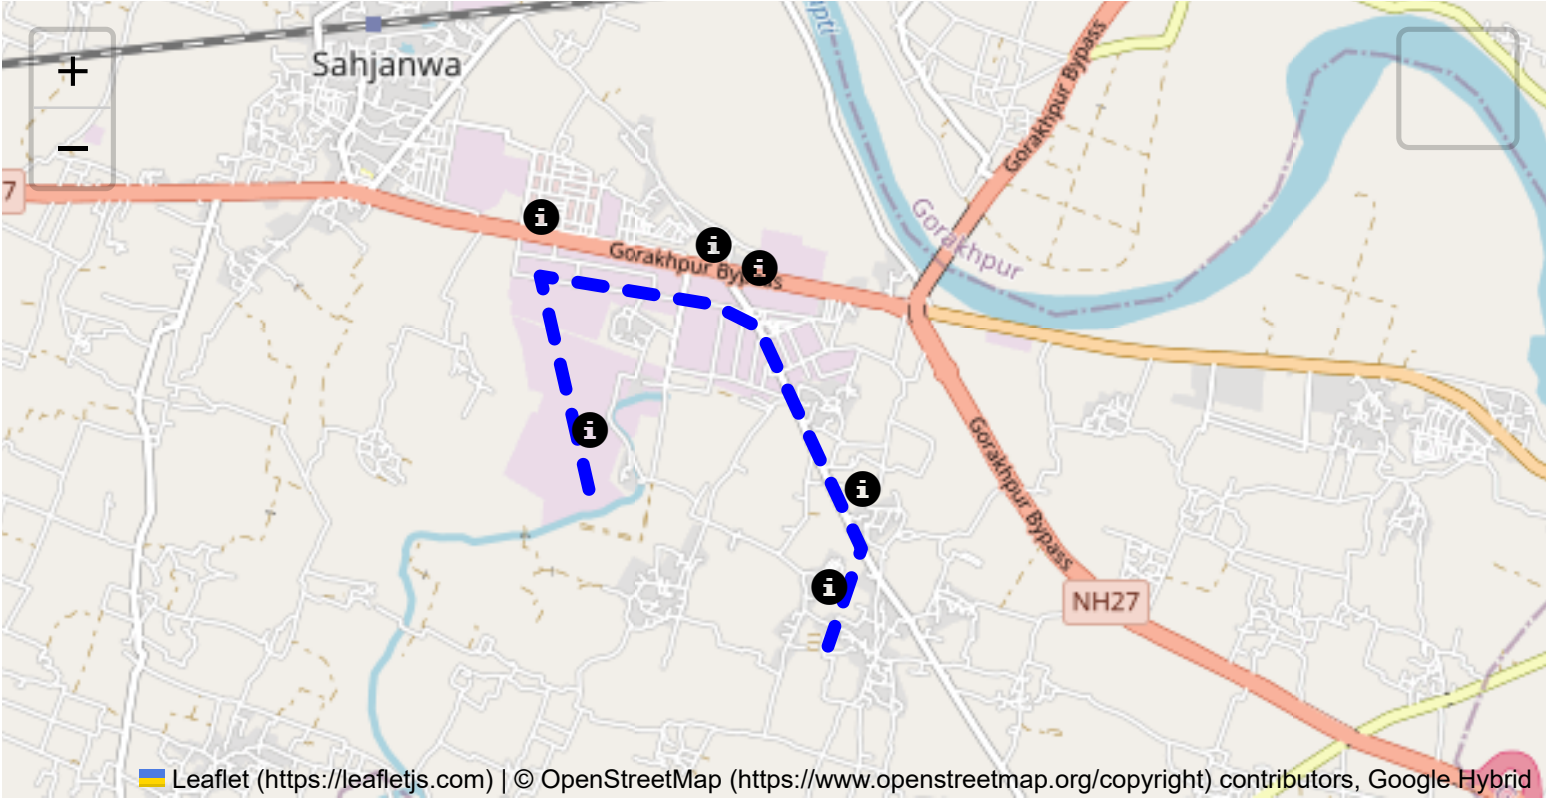 Sahjanwa
+
−
7
Gorakhpur Bypass
Gorakhpur
i
i
i
Gorakhpur Bypass
i
i
i
Gorakhpur Bypass
NH27
Leaflet (https://leafletjs.com) | © OpenStreetMap (https://www.openstreetmap.org/copyright) contributors, Google Hybrid